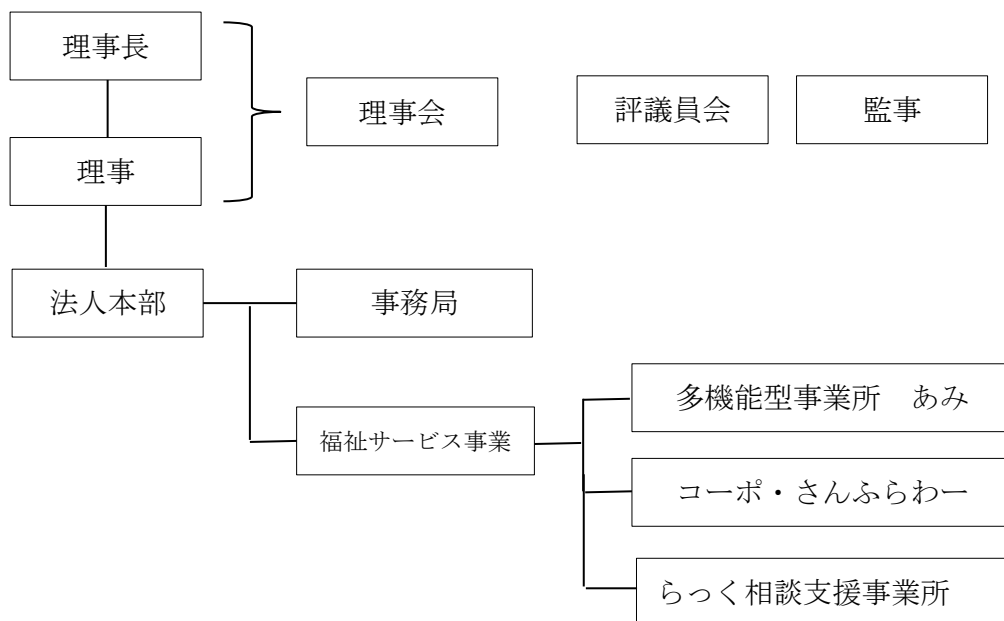 理事長
理事会
評議員会
監事
理事
法人本部
事務局
多機能型事業所　あみ
福祉サービス事業
コーポ・さんふらわー
らっく相談支援事業所